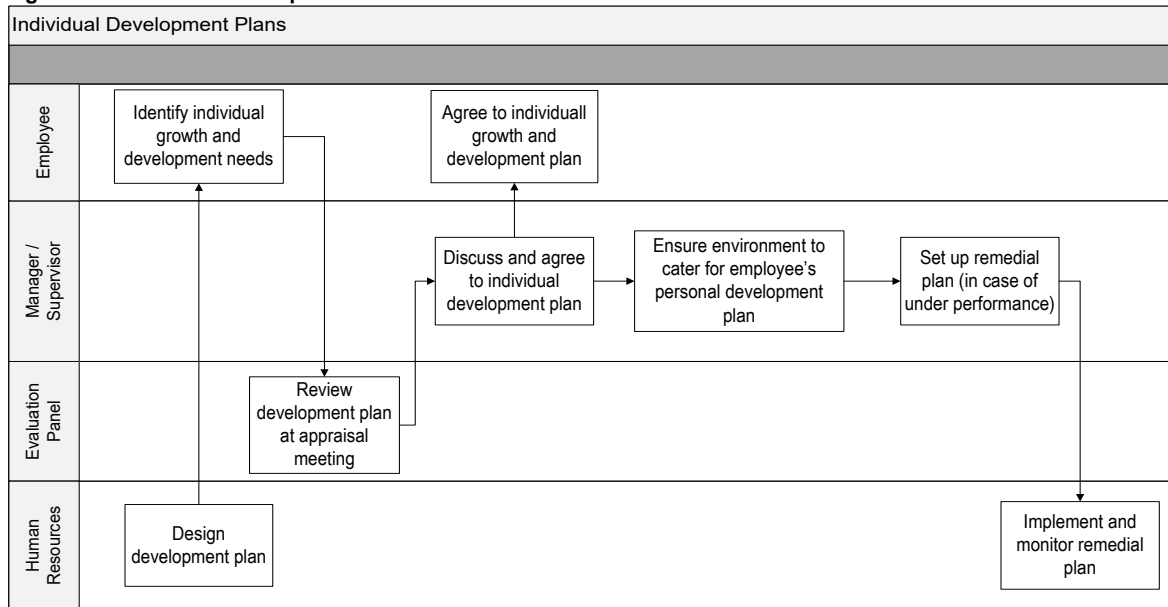 Individual Development Plans
Employee
Identify individual
growth and
development needs
Agree to individuall
growth and
development plan
Manager /
Supervisor
Discuss and agree
to individual
development plan
Ensure environment to
cater for employee’s
personal development
plan
Set up remedial
plan (in case of
under performance)
Evaluation
Panel
Review
development plan
at appraisal
meeting
Human
Resources
Design
development plan
Implement and
monitor remedial
plan